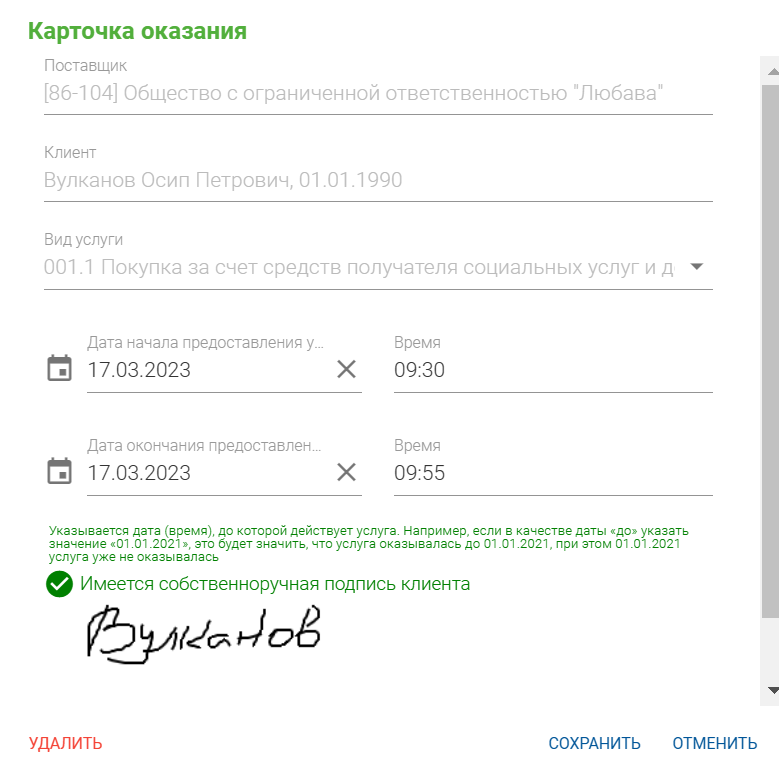 Карточка оказания
Поставщик
[86-104] Общество с ограниченной ответственностью "Любава"
Клиент
Вулканов Осип Петрович, 01.01.1990
Вид услуги
001.1 Покупка за счет средств получателя социальных услуг и д
Дата начала предоставления у...
Время
17.03.2023
09:30
Дата окончания предоставлен...
Время
17.03.2023
09:55
Указывается дата (время), до которой действует услуга. Например, если в качестве даты «до» указать
значение «01.01.2021», это будет значить, что услуга оказывалась до 01.01.2021, при этом 01.01.2021
услуга уже не оказывалась
Имеется собственноручная подпись клиента
Вулканов
УДАЛИТЬ
СОХРАНИТЬ
ОТМЕНИТЬ